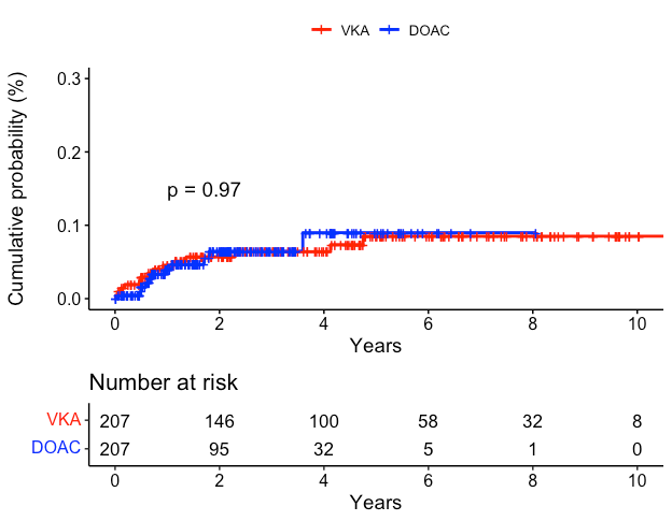 VKA DOAC
Cumulative probability (%)
0.3
0.2
0.1
0.0
p = 0.97
0 2 4 6 8 10
Years
Number at risk
VKA 207 146 100 58 32 8
DOAC 207 95 32 5 1 0
0 2 4 6 8 10
Years